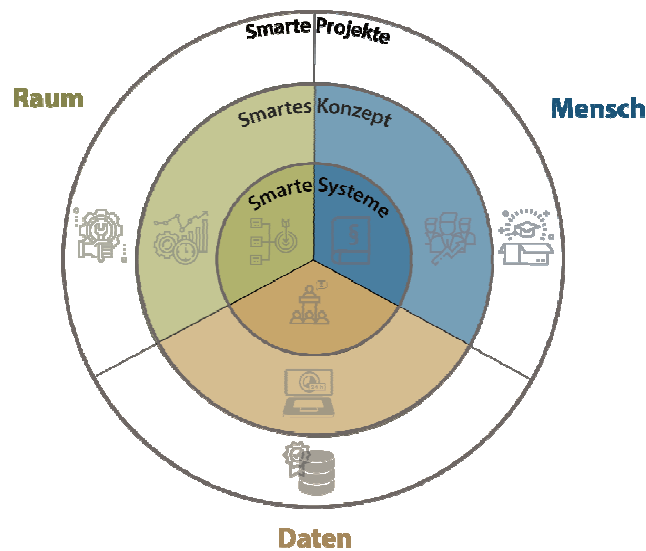 Smarte Projekte
Raum
Mensch
Smartes Konzept
Smarte Systeme
Daten